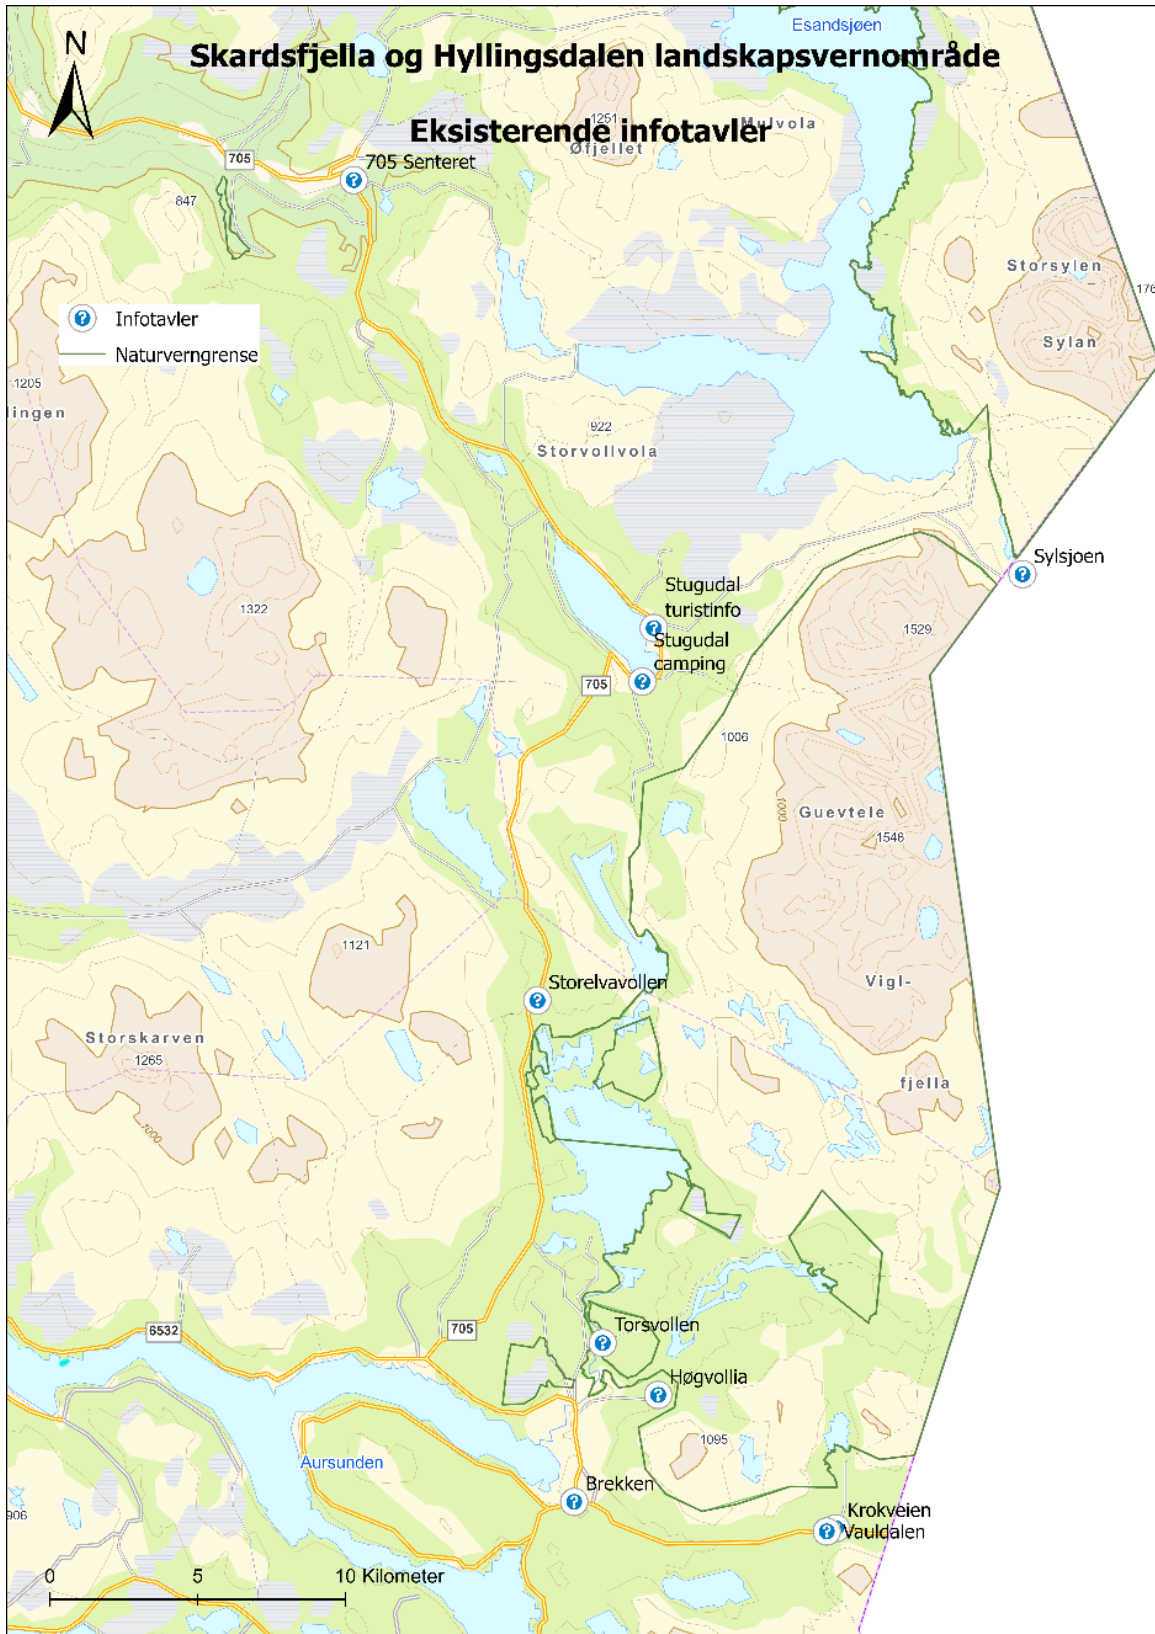 Esandsjøen
N
Skardsfjella og Hyllingsdalen landskapsvernområde
1251
Mulvola
Eksisterende infotavler
Øfjellet
705
705 Senteret
847
Storsylen
176
Infotavler
Sylan
Naturverngrense
1205
lingen
922
Storvollvola
Sylsjoen
Stugudal
turistinfo
1322
1529
Stugudal
camping
705
1006
1000
Guevtele
1546
1121
Storelvavollen
Vigl-
Storskarven
1265
fjella
1000
705
6532
Torsvollen
Høgvollia
1095
Aursunden
Brekken
906
Krokveien
Vauldalen
0 5 10 Kilometer